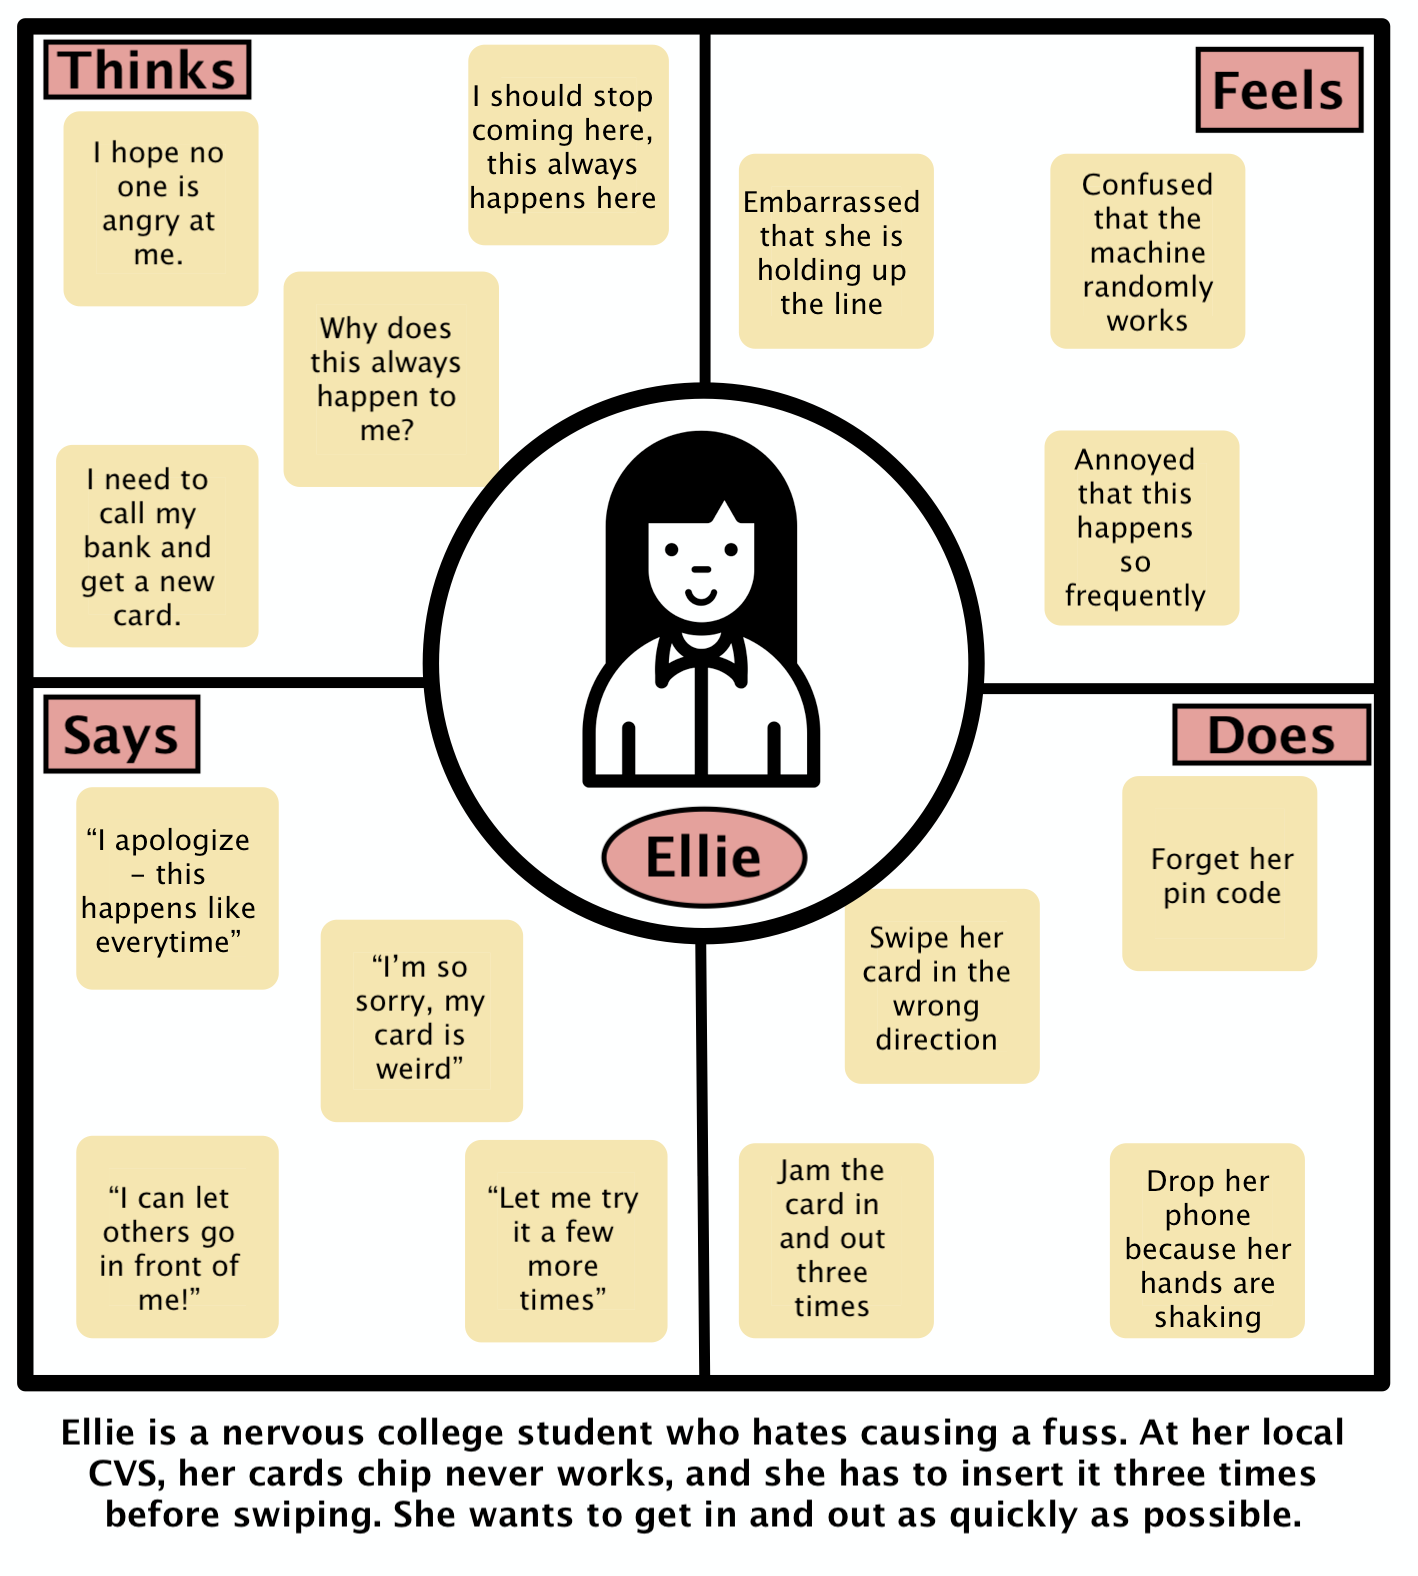 Thinks
I hope no
one is
angry at
me.
I should stop
coming here,
this always
happens here
Why does
this always
happen to
me?
I need to
call my
bank and
get a new
card.
Feels
Embarrassed
that she is
holding up
the line
Confused
that the
machine
randomly
works
Annoyed
that this
happens
so
frequently
Ellie
Says
“I apologize
– this
happens like
everytime”
“I’m so
sorry, my
card is
weird”
“I can let
others go
in front of
me!”
“Let me try
it a few
more
times”
Does
Forget her
pin code
Swipe her
card in the
wrong
direction
Jam the
card in
and out
three
times
Drop her
phone
because her
hands are
shaking
Ellie is a nervous college student who hates causing a fuss. At her local
CVS, her cards chip never works, and she has to insert it three times
before swiping. She wants to get in and out as quickly as possible.